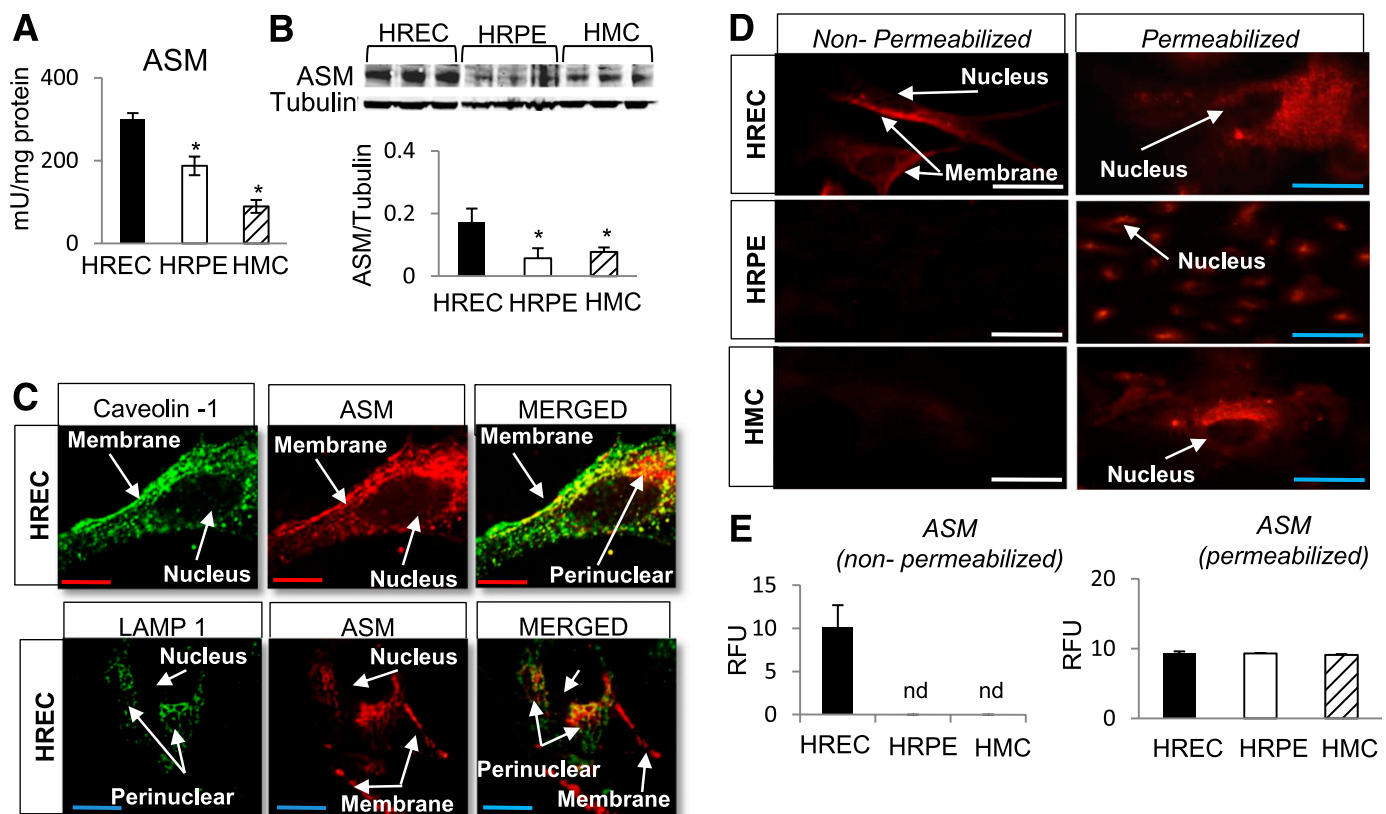 A
ASM
mU/mg protein
400
200
0
*
*
HREC HRPE HMC
B
HREC HRPE HMC
ASM
Tubulin
ASM/Tubulin
0.4
0.2
0
*
*
HREC HRPE HMC
C
Caveolin -1 ASM MERGED
HREC
Membrane
Nucleus
Membrane
Nucleus
Membrane
Perinuclear
LAMP 1 ASM MERGED
HREC
Nucleus
Perinuclear
Nucleus
Membrane
Perinuclear
Membrane
D
Non- Permeabilized Permeabilized
HREC
Nucleus
Membrane
Nucleus
HRPE
Nucleus
HMC
Nucleus
E
ASM
(non- permeabilized)
RFU
15
10
5
0
nd
nd
HREC HRPE HMC
ASM
(permeabilized)
RFU
20
10
0
HREC HRPE HMC